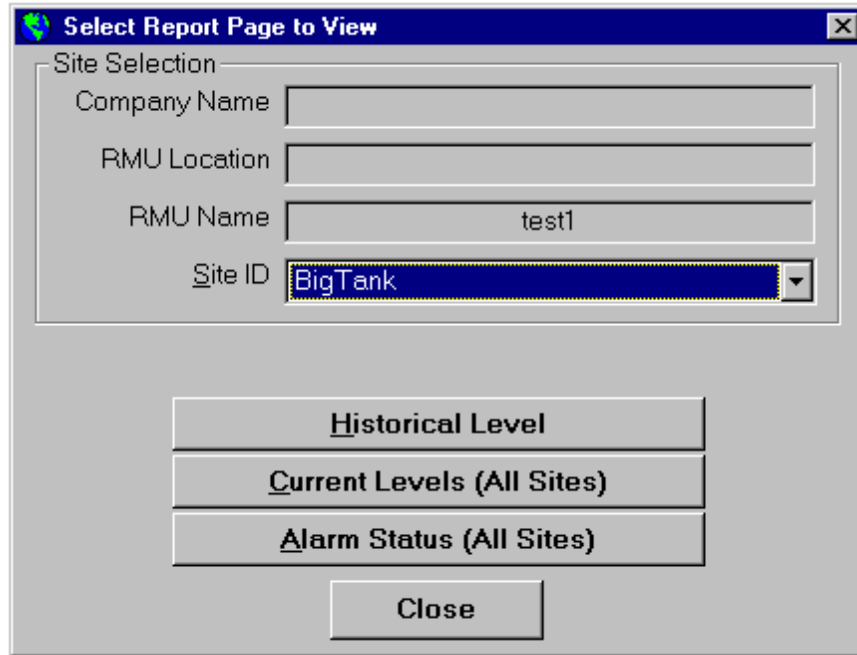 Select Report Page to View
Site Selection
Company Name
RMU Location
RMU Name test1
Site ID BigTank
Historical Level
Current Levels (All Sites)
Alarm Status (All Sites)
Close